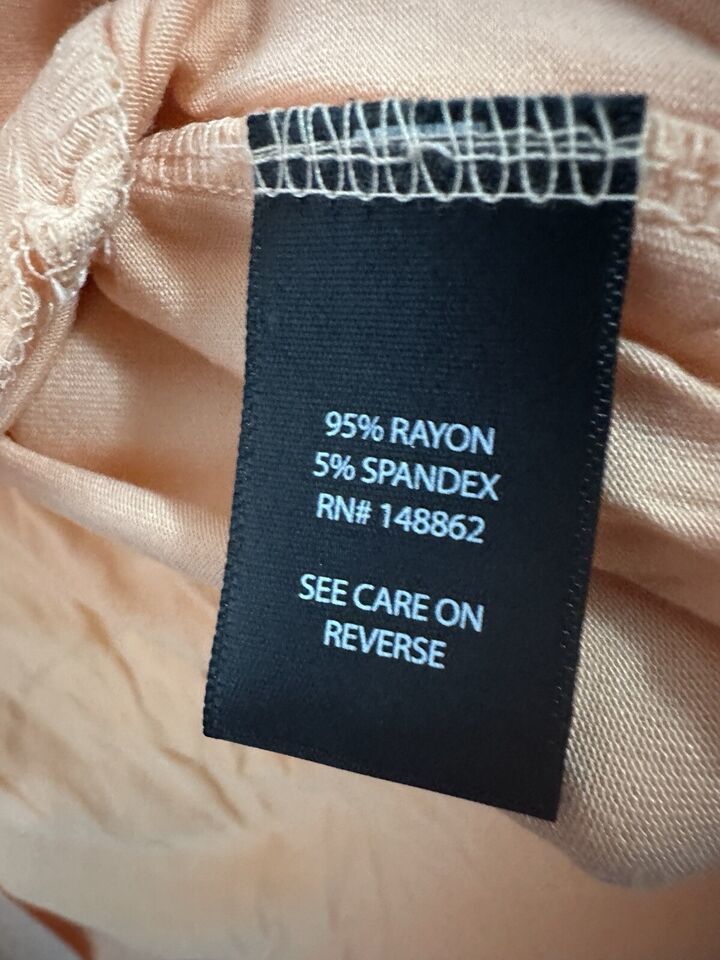 95% RAYON
5% SPANDEX
RN# 148862
SEE CARE ON
REVERSE